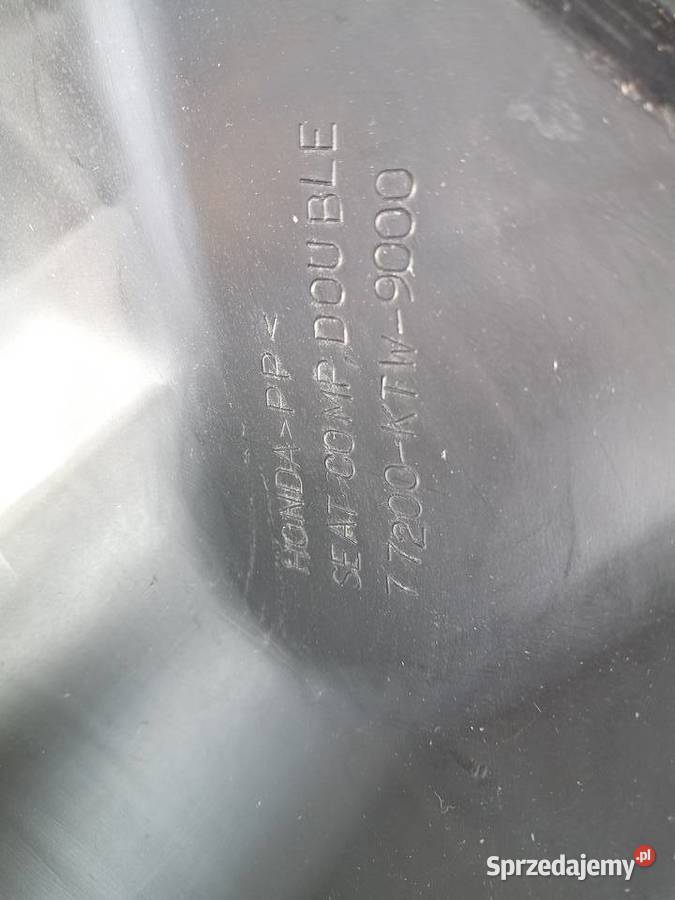 HONDA>PP<
SEAT COMP,DOUBLE
77200-KTW-9000
Sprzedajemy.pl